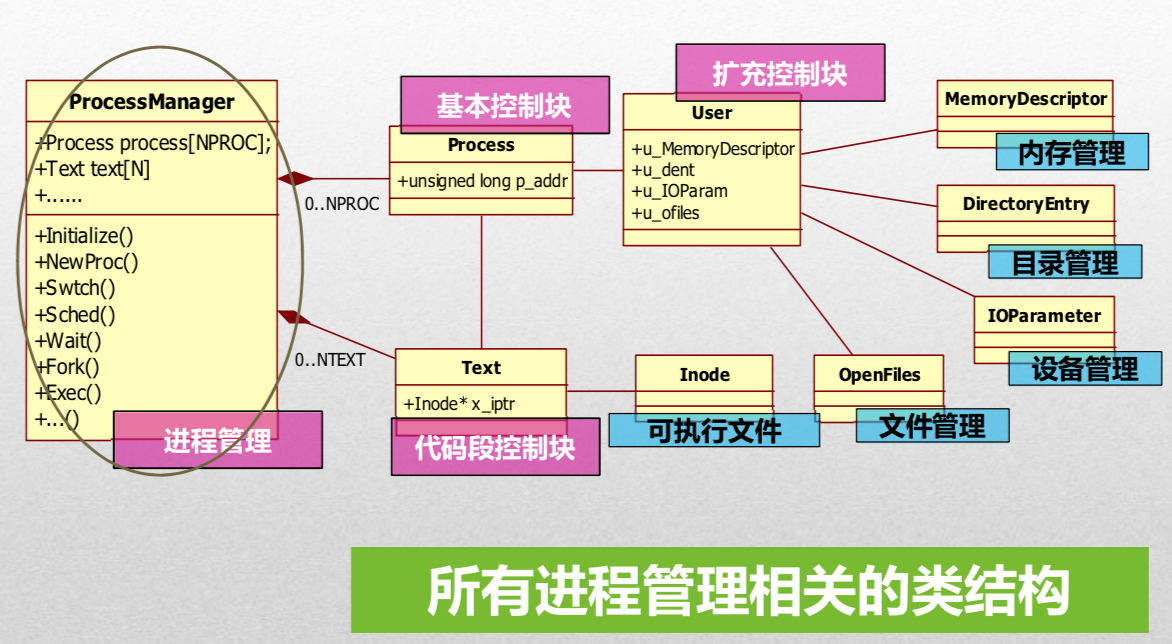 ProcessManager
+Process process[NPROC];
+Text text[N]
+......
+Initialize()
+NewProc()
+Swtch()
+Sched()
+Wait()
+Fork()
+Exec()
+...()
进程管理
0..NPROC
0..NTEXT
基本控制块
Process
+unsigned long p_addr
Text
+Inode* x_iptr
代码段控制块
扩充控制块
User
+u_MemoryDescriptor
+u_dent
+u_IOParam
+u_ofiles
MemoryDescriptor
内存管理
DirectoryEntry
目录管理
IOParameter
设备管理
Inode
可执行文件
OpenFiles
文件管理
所有进程管理相关的类结构